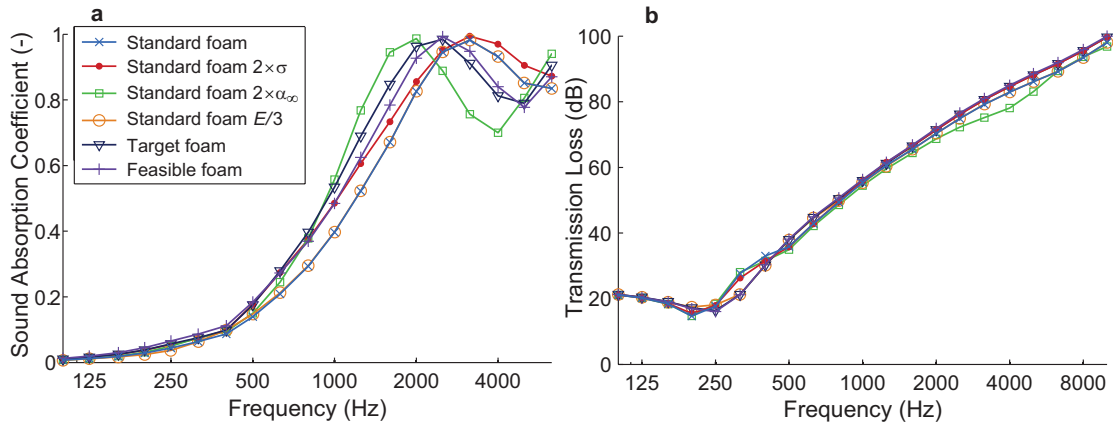 a
Sound Absorption Coefficient (-)
1
0.8
0.6
0.4
0.2
0
Standard foam
Standard foam 2×σ
Standard foam 2×α∞
Standard foam E/3
Target foam
Feasible foam
125 250 500 1000 2000 4000
Frequency (Hz)
b
Transmission Loss (dB)
100
80
60
40
20
0
125 250 500 1000 2000 4000 8000
Frequency (Hz)